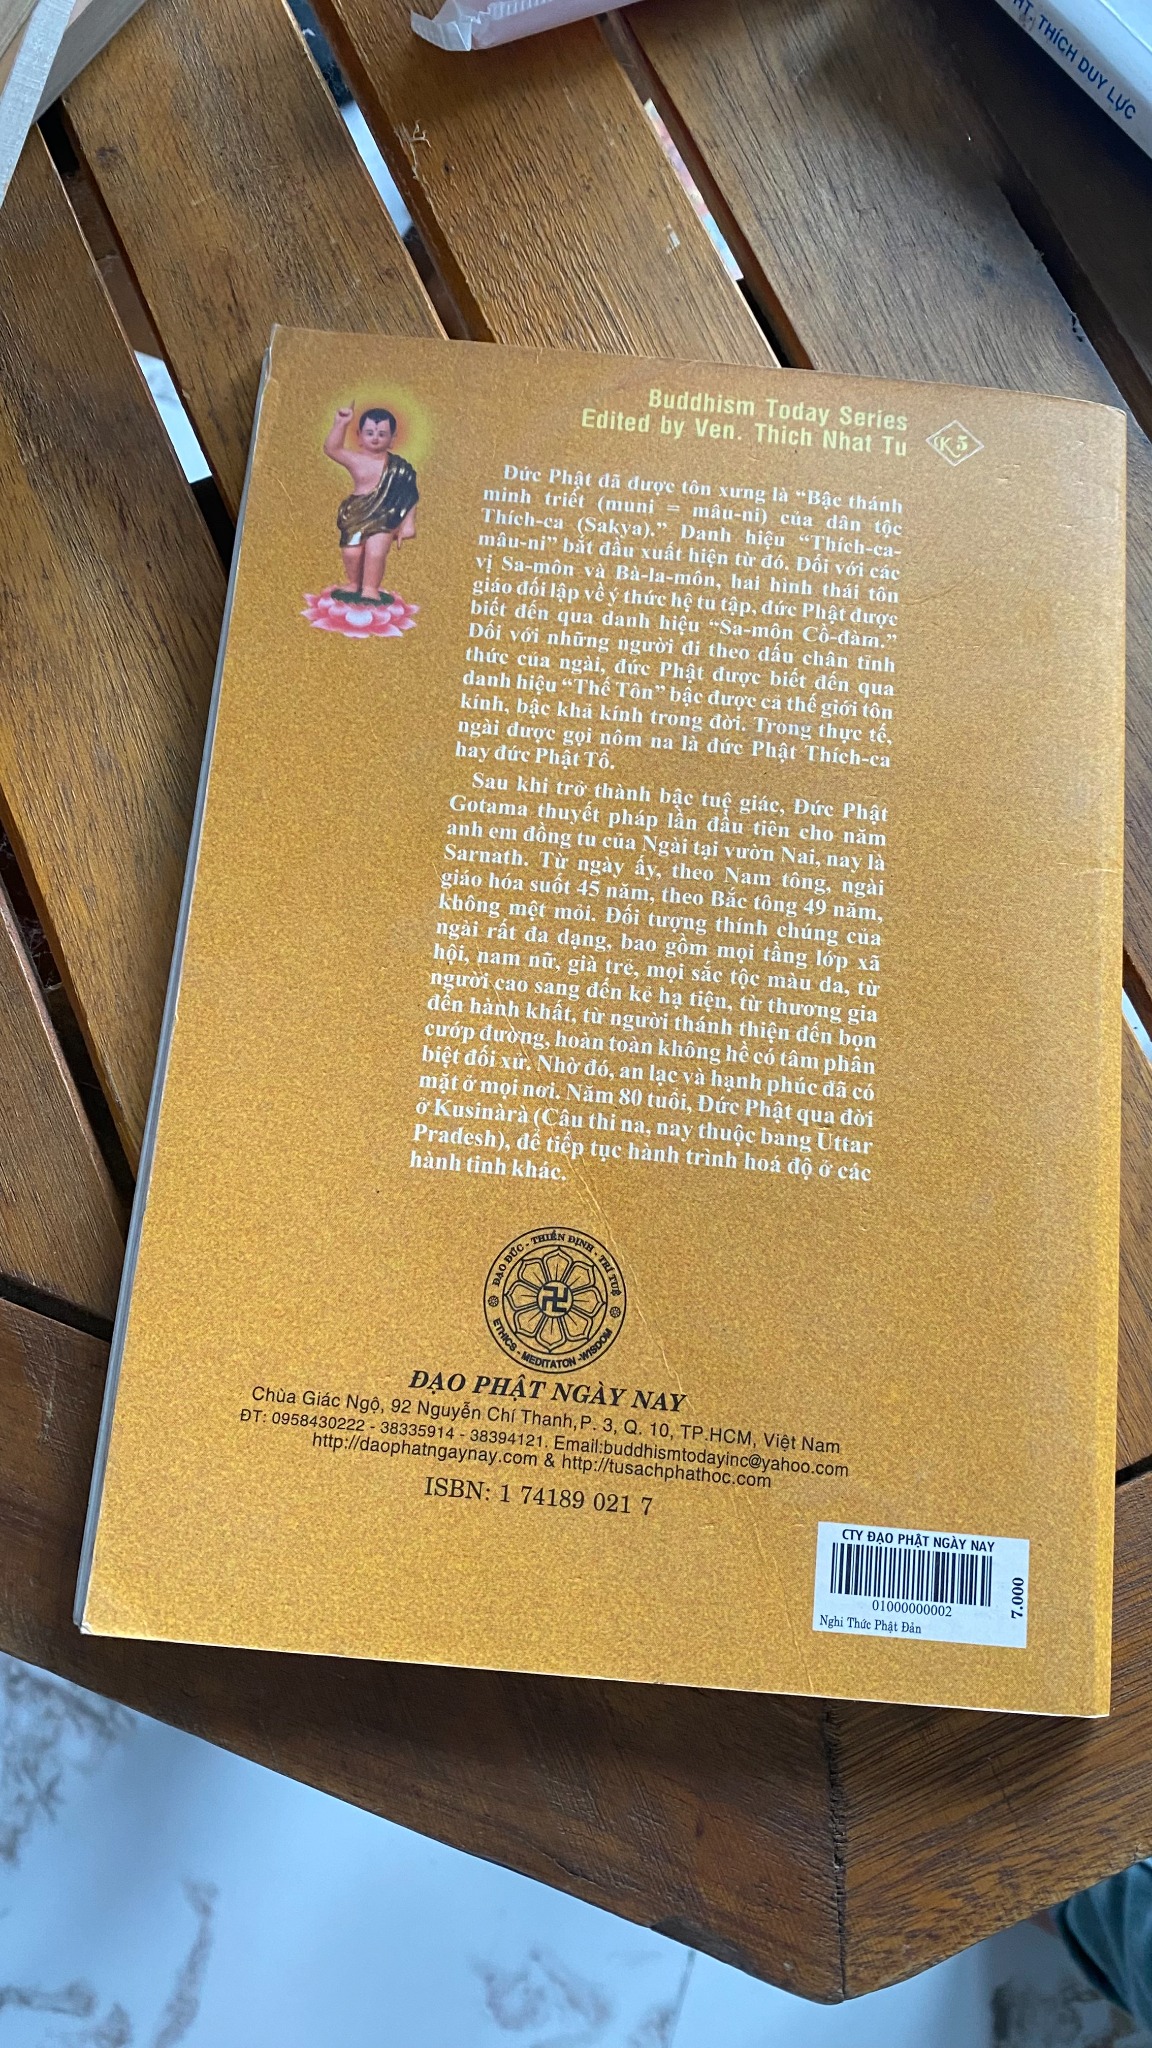 HT. THÍCH DUY LỰC
Buddhism Today Series
Edited by Ven. Thich Nhat Tu
K5
Đức Phật đã được tôn xưng là “Bậc thánh
minh triết (muni = mâu-ni) của dân tộc
Thích-ca (Sakya).” Danh hiệu “Thích-ca-
mâu-ni” bắt đầu xuất hiện từ đó. Đối với các
vị Sa-môn và Bà-la-môn, hai hình thái tôn
giáo đối lập về ý thức hệ tu tập, đức Phật được
biết đến qua danh hiệu “Sa-môn Cồ-đàm.”
Đối với những người đi theo dấu chân tỉnh
thức của ngài, đức Phật được biết đến qua
danh hiệu “Thế Tôn” bậc được cả thế giới tôn
kính, bậc khả kính trong đời. Trong thực tế,
ngài được gọi nôm na là đức Phật Thích-ca
hay đức Phật Tổ.
Sau khi trở thành bậc tuệ giác, Đức Phật
Gotama thuyết pháp lần đầu tiên cho năm
anh em đồng tu của Ngài tại vườn Nai, nay là
Sarnath. Từ ngày ấy, theo Nam tông, ngài
giáo hóa suốt 45 năm, theo Bắc tông 49 năm,
không mệt mỏi. Đối tượng thính chúng của
ngài rất đa dạng, bao gồm mọi tầng lớp xã
hội, nam nữ, già trẻ, mọi sắc tộc màu da, từ
người cao sang đến kẻ hạ tiện, từ thương gia
đến hành khất, từ người thánh thiện đến bọn
cướp đường, hoàn toàn không hề có tâm phân
biệt đối xử. Nhờ đó, an lạc và hạnh phúc đã có
mặt ở mọi nơi. Năm 80 tuổi, Đức Phật qua đời
ở Kusinàrà (Câu thi na, nay thuộc bang Uttar
Pradesh), để tiếp tục hành trình hoá độ ở các
hành tinh khác.
ĐẠO ĐỨC - THIỀN ĐỊNH - TRÍ TUỆ
ETHICS - MEDITATON - WISDOM
ĐẠO PHẬT NGÀY NAY
Chùa Giác Ngộ, 92 Nguyễn Chí Thanh, P. 3, Q. 10, TP.HCM, Việt Nam
ĐT: 0958430222 - 38335914 - 38394121. Email:buddhismtodayinc@yahoo.com
http://daophatngaynay.com & http://tusachphathoc.com
ISBN: 1 74189 021 7
CTY ĐẠO PHẬT NGÀY NAY
01000000002
7.000
Nghi Thức Phật Đản